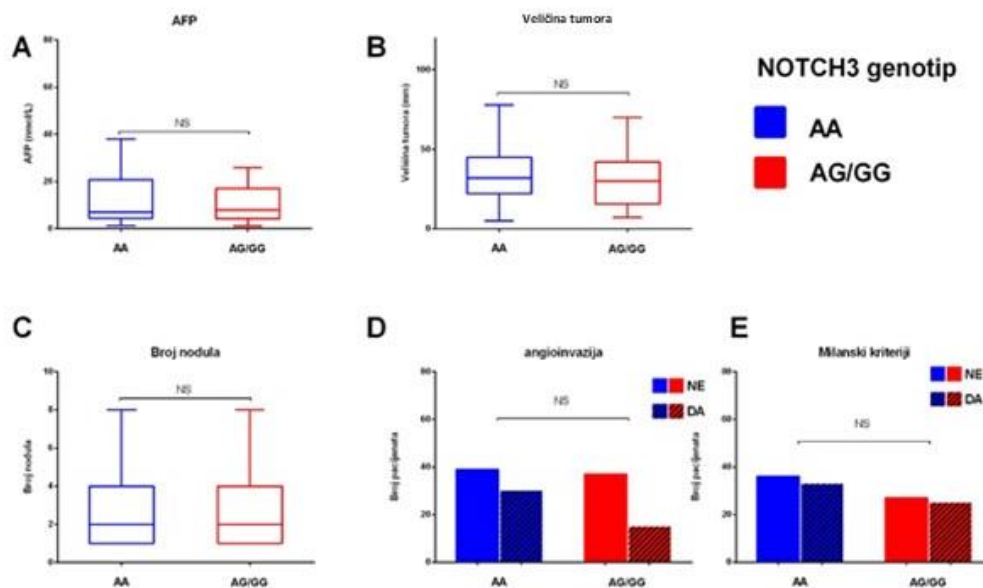 A
AFP
AFP (nmol/L)
80
60
40
20
0
NS
AA
AG/GG
B
Veličina tumora
Veličina tumora (mm)
100
50
0
NS
AA
AG/GG
NOTCH3 genotip
AA
AG/GG
C
Broj nodula
Broj nodula
10
8
6
4
2
0
NS
AA
AG/GG
D
angioinvazija
Broj pacijenata
80
60
40
20
0
NS
NE
DA
AA
AG/GG
E
Milanski kriteriji
Broj pacijenata
80
60
40
20
0
NS
NE
DA
AA
AG/GG